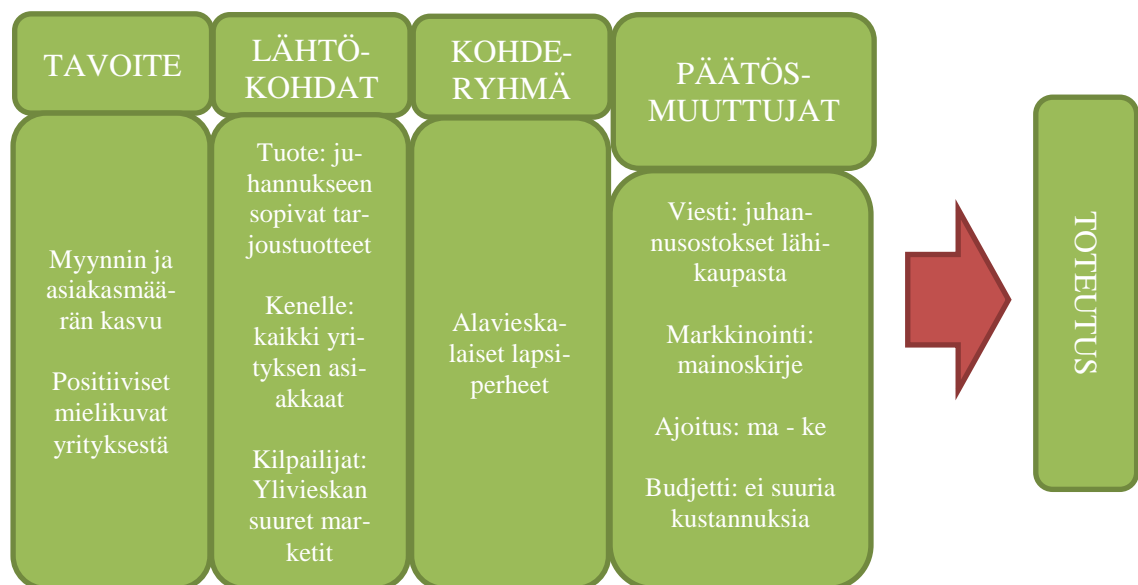 TAVOITE
Myynnin ja
asiakasmää-
rän kasvu
Positiiviset
mielikuvat
yrityksestä
LÄHTÖ-
KOHDAT
Tuote: ju-
hannukseen
sopivat tar-
joustuotteet
Kenelle:
kaikki yri-
tyksen asi-
akkaat
Kilpailijat:
Ylivieskan
suuret mar-
ketit
KOHDE-
RYHMÄ
Alavieska-
laiset lapsi-
perheet
PÄÄTÖS-
MUUTTUJAT
Viesti: juhan-
nusostokset lähi-
kaupasta
Markkinointi:
mainoskirje
Ajoitus: ma - ke
Budjetti: ei suuria
kustannuksia
TOTEUTUS